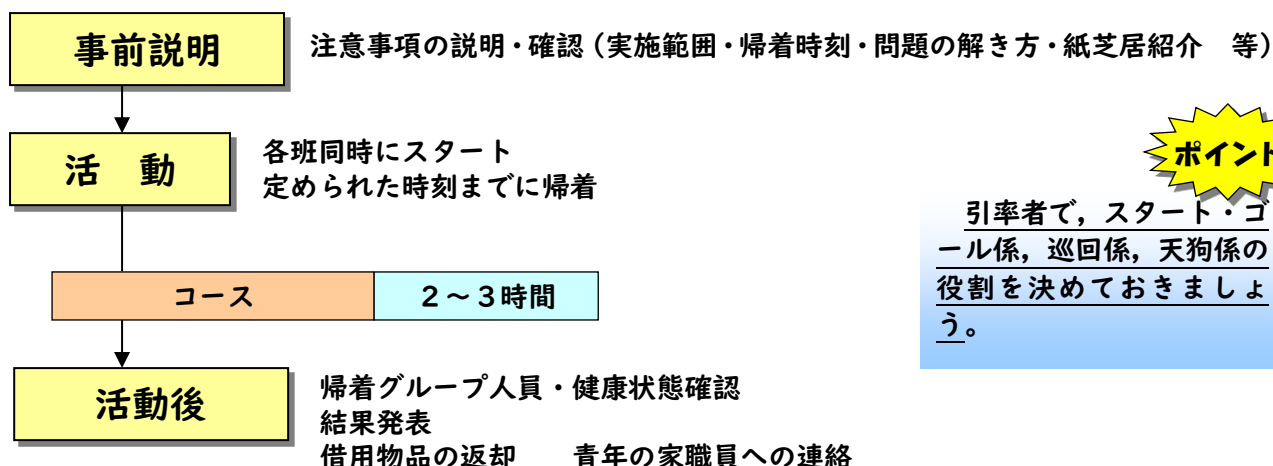 事前説明
注意事項の説明・確認（実施範囲・帰着時刻・問題の解き方・紙芝居紹介　等）
活　動
各班同時にスタート
定められた時刻までに帰着
ポイント
引率者で，スタート・ゴ
ール係，巡回係，天狗係の
役割を決めておきましょ
う。
コース
２～３時間
活動後
帰着グループ人員・健康状態確認
結果発表
借用物品の返却　　青年の家職員への連絡